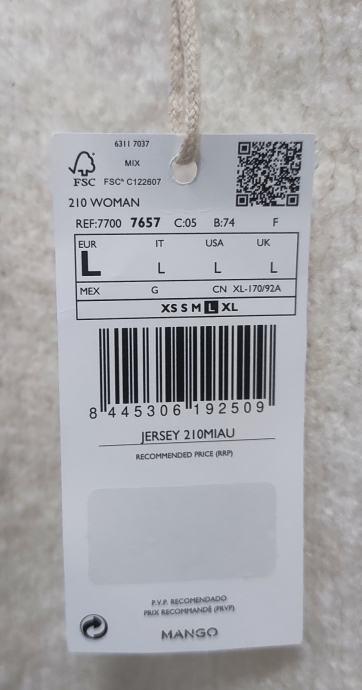 6311 7037
MIX
FSC FSC® C122607
210 WOMAN
REF:7700 7657 C:05 B:74 F
EUR IT USA UK
L L L L
MEX G CN XL-170/92A
XS S M L XL
8 445306 192509
JERSEY 210MIAU
RECOMMENDED PRICE (RRP)
P.V.P. RECOMENDADO
PRIX RECOMMANDÉ (PRVP)
MANGO